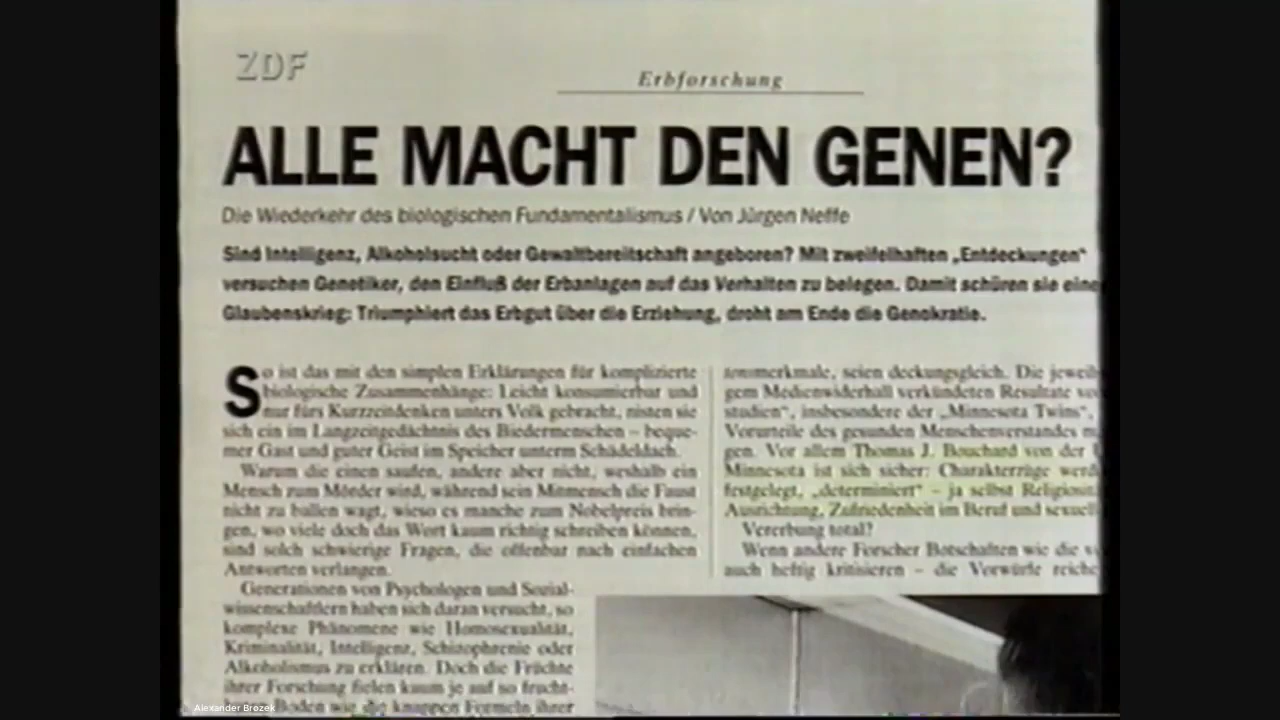 ZDF
Erbforschung
ALLE MACHT DEN GENEN?
Die Wiederkehr des biologischen Fundamentalismus / Von Jürgen Neffe
Sind Intelligenz, Alkoholsucht oder Gewaltbereitschaft angeboren? Mit zweifelhaften „Entdeckungen“
versuchen Genetiker, den Einfluß der Erbanlagen auf das Verhalten zu belegen. Damit schüren sie eine
Glaubenskrieg: Triumphiert das Erbgut über die Erziehung, droht am Ende die Genokratie.
So ist das mit den simplen Erklärungen für komplizierte
biologische Zusammenhänge: Leicht konsumierbar und
nur fürs Kurzzeitdenken unters Volk gebracht, nisten sie
sich ein im Langzeitgedächtnis des Biedermenschen – beque-
mer Gast und guter Geist im Speicher unterm Schädeldach.
Warum die einen saufen, andere aber nicht, weshalb ein
Mensch zum Mörder wird, während sein Mitmensch die Faust
nicht zu ballen wagt, wieso es manche zum Nobelpreis brin-
gen, wo viele doch das Wort kaum richtig schreiben können,
sind solch schwierige Fragen, die offenbar nach einfachen
Antworten verlangen.
Generationen von Psychologen und Sozial-
wissenschaftlern haben sich daran versucht, so
komplexe Phänomene wie Homosexualität,
Kriminalität, Intelligenz, Schizophrenie oder
Alkoholismus zu erklären. Doch die Früchte
ihrer Forschung fielen kaum je auf so frucht-
Boden wie die knappen Formeln ihrer
seien deckungsgleich. Die jeweil
gem Medienwiderhall verkündeten Resultate
studien“, insbesondere der „Minnesota Twins“,
Vorurteile des gesunden Menschenverstandes
gen. Vor allem Thomas J. Bouchard von der
Minnesota ist sich sicher: Charakterzüge werd
festgelegt, „determiniert“ – ja selbst Religiosit
Ausrichtung, Zufriedenheit im Beruf und sexuell
Vererbung total?
Wenn andere Forscher Botschaften wie die
auch heftig kritisieren – die Vorwürfe reiche
Alexander Brozek